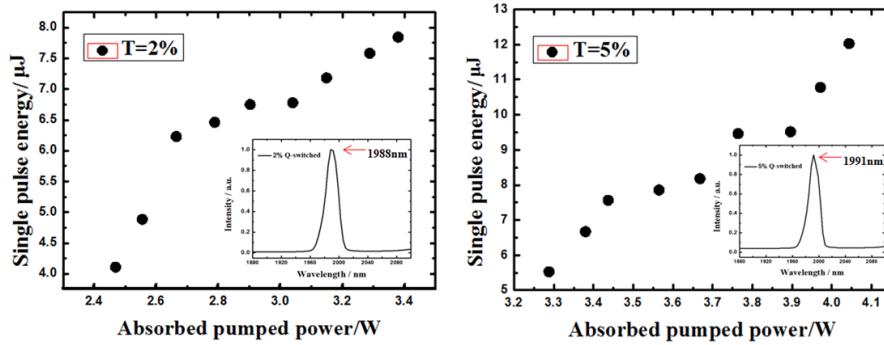 Single pulse energy/ μJ
8.0
7.5
7.0
6.5
6.0
5.5
5.0
4.5
4.0
T=2%
2% Q-switched
1988nm
Intensity / a.u.
1.0
0.8
0.6
0.4
0.2
0.0
1880 1920 1960 2000 2040 2080
Wavelength / nm
2.4 2.6 2.8 3.0 3.2 3.4
Absorbed pumped power/W
Single pulse energy/ μJ
13
12
11
10
9
8
7
6
5
T=5%
5% Q-switched
1991nm
Intensity / a.u.
1.0
0.8
0.6
0.4
0.2
0.0
1880 1920 1960 2000 2040 2080
Wavelength / nm
3.2 3.3 3.4 3.5 3.6 3.7 3.8 3.9 4.0 4.1
Absorbed pumped power/W